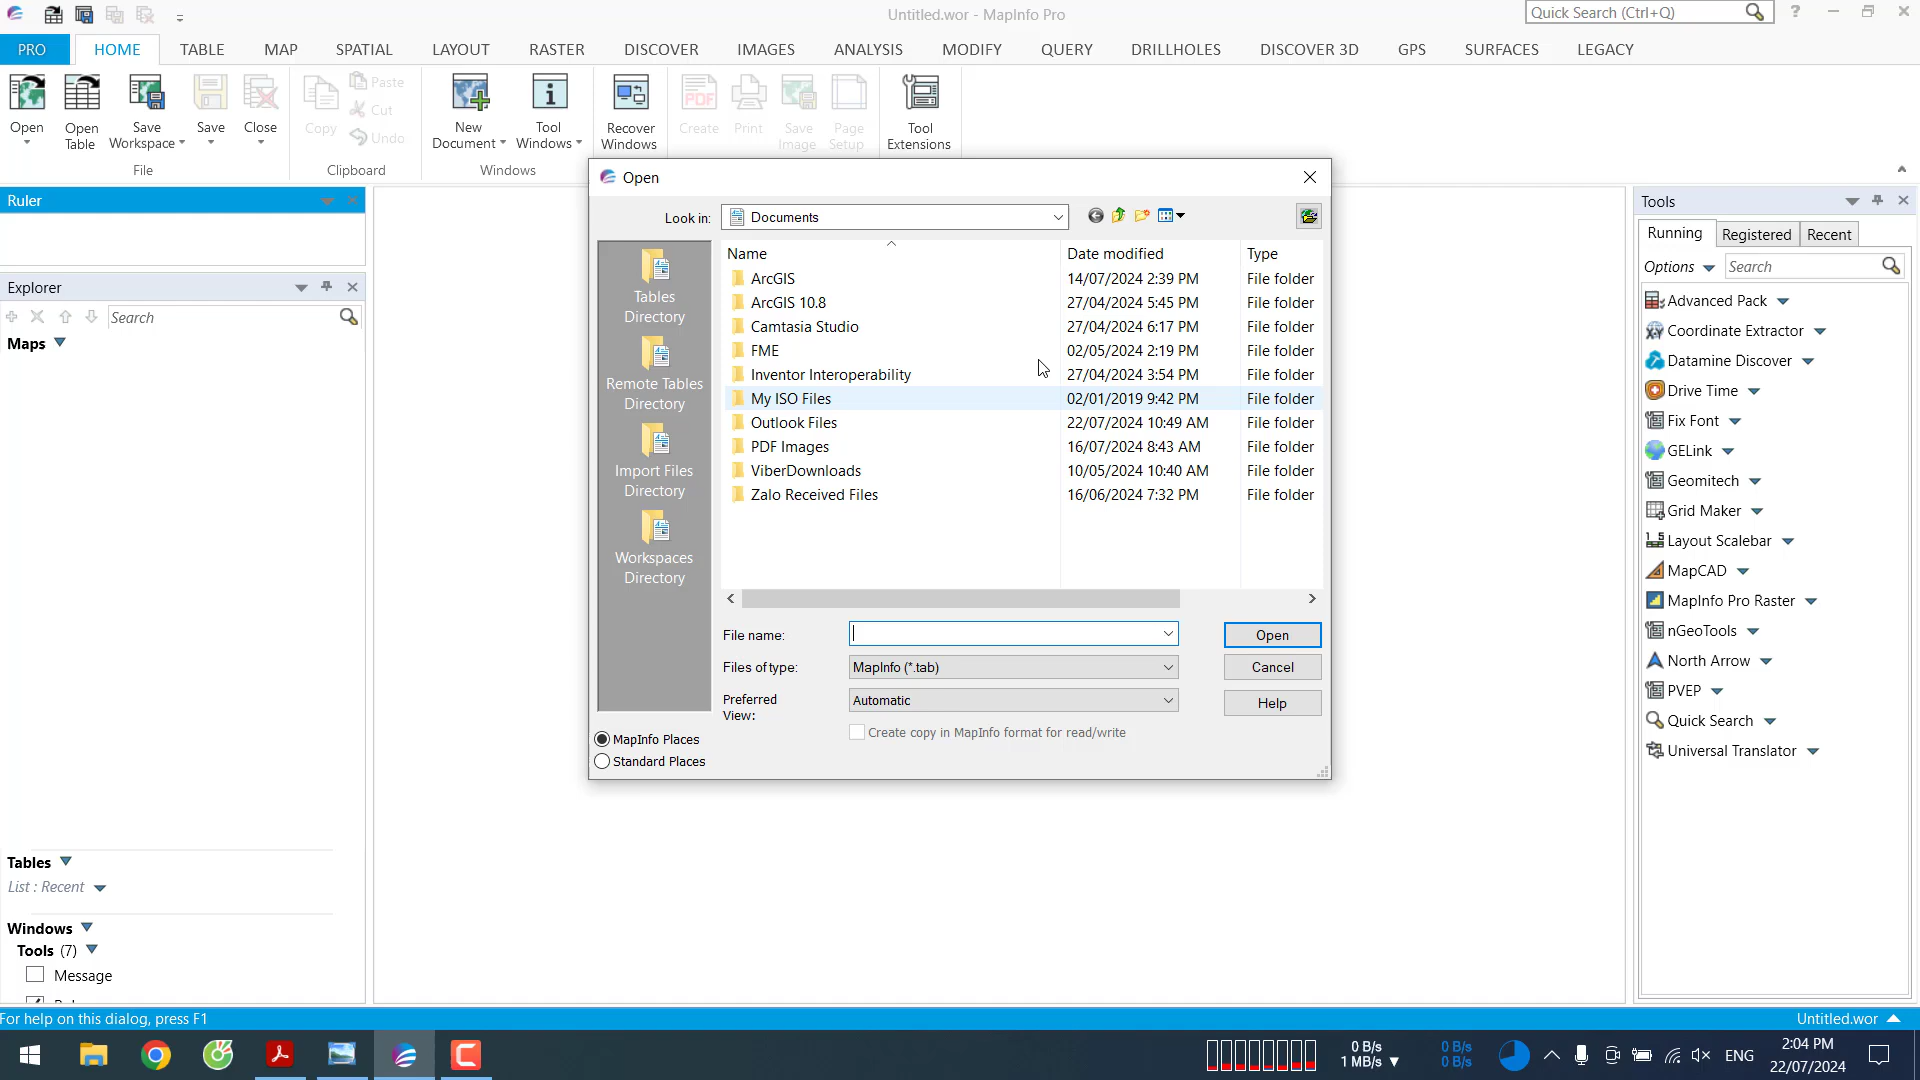 Untitled.wor - MapInfo Pro
Quick Search (Ctrl+Q)
PRO
HOME
TABLE
MAP
SPATIAL
LAYOUT
RASTER
DISCOVER
IMAGES
ANALYSIS
MODIFY
QUERY
DRILLHOLES
DISCOVER 3D
GPS
SURFACES
LEGACY
Open
Open
Table
Save
Workspace
Save
Close
File
Copy
Paste
Cut
Undo
Clipboard
New
Document
Tool
Windows
Windows
Recover
Windows
PDF
Create
Print
Save
Image
Page
Setup
Tool
Extensions
Ruler
Explorer
Search
Maps
Tables
List : Recent
Windows
Tools (7)
Message
Open
Look in:
Documents
Tables
Directory
Remote Tables
Directory
Import Files
Directory
Workspaces
Directory
Name
Date modified
Type
ArcGIS 14/07/2024 2:39 PM File folder
ArcGIS 10.8 27/04/2024 5:45 PM File folder
Camtasia Studio 27/04/2024 6:17 PM File folder
FME 02/05/2024 2:19 PM File folder
Inventor Interoperability 27/04/2024 3:54 PM File folder
My ISO Files 02/01/2019 9:42 PM File folder
Outlook Files 22/07/2024 10:49 AM File folder
PDF Images 16/07/2024 8:43 AM File folder
ViberDownloads 10/05/2024 10:40 AM File folder
Zalo Received Files 16/06/2024 7:32 PM File folder
File name:
Open
Files of type:
MapInfo (*.tab)
Cancel
Preferred
View:
Automatic
Help
Create copy in MapInfo format for read/write
MapInfo Places
Standard Places
Tools
Running
Registered
Recent
Options
Search
Advanced Pack
Coordinate Extractor
Datamine Discover
Drive Time
Fix Font
GELink
Geomitech
Grid Maker
Layout Scalebar
MapCAD
MapInfo Pro Raster
nGeoTools
North Arrow
PVEP
Quick Search
Universal Translator
For help on this dialog, press F1
Untitled.wor
0 B/s
1 MB/s
0 B/s
0 B/s
ENG
2:04 PM
22/07/2024